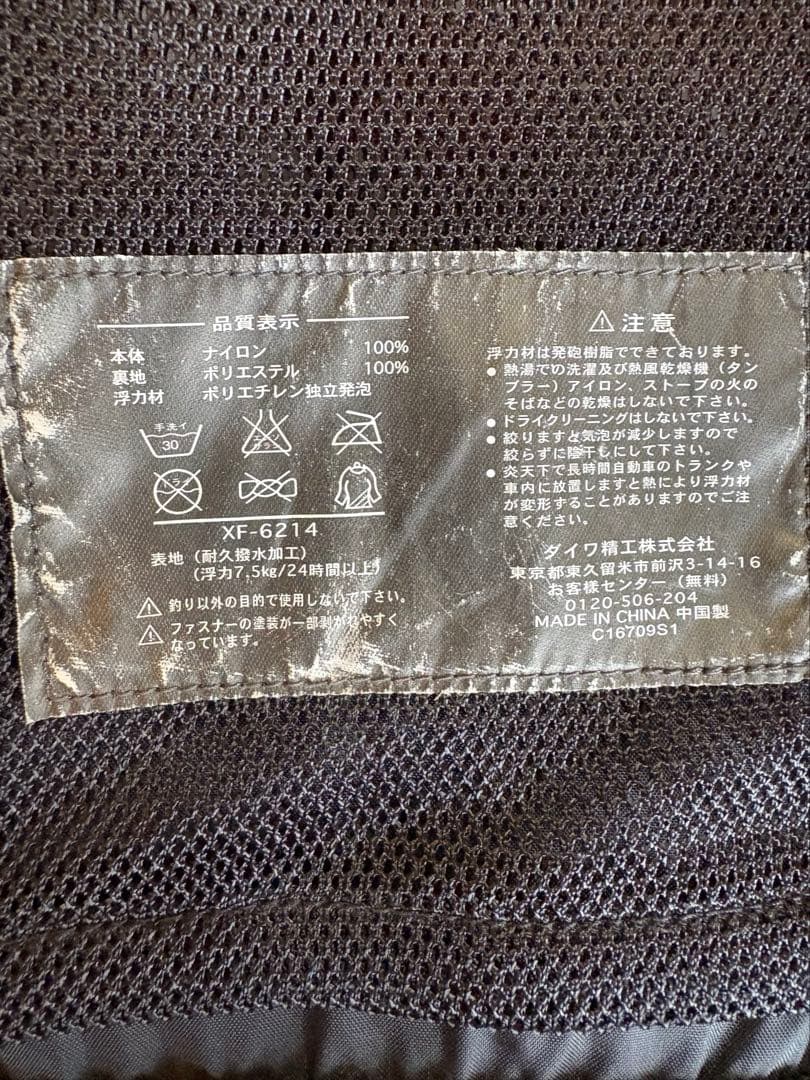 品質表示
本体 ナイロン 100%
裏地 ポリエステル 100%
浮力材 ポリエチレン独立発泡
手洗イ
30
エンソサラシ
ドライ
XF-6214
表地 (耐久撥水加工)
(浮力7.5kg/24時間以上)
⚠ 釣り以外の目的で使用しないで下さい。
⚠ ファスナーの塗装が一部剥がれやすく
なっています。
⚠注意
浮力材は発砲樹脂でできております。
● 熱湯での洗濯及び熱風乾燥機(タン
ブラー)アイロン、ストーブの火の
そばなどの乾燥はしないで下さい。
● ドライクリーニングはしないで下さい。
● 絞りますと気泡が減少しますので
絞らずに陰干しにして下さい。
● 炎天下で長時間自動車のトランクや
車内に放置しますと熱により浮力材
が変形することがありますのでご注
意ください。
ダイワ精工株式会社
東京都東久留米市前沢3-14-16
お客様センター(無料)
0120-506-204
MADE IN CHINA 中国製
C16709S1